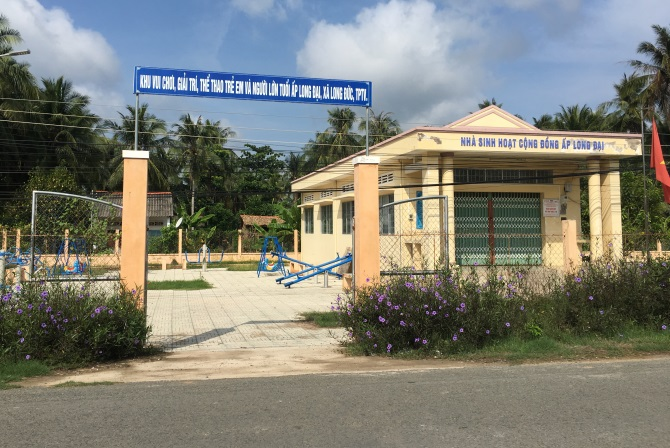 KHU VUI CHƠI, GIẢI TRÍ, THỂ THAO TRẺ EM VÀ NGƯỜI LỚN TUỔI ẤP LONG ĐẠI, XÃ LONG ĐỨC, TPTV.
NHÀ SINH HOẠT CỘNG ĐỒNG ẤP LONG ĐẠI